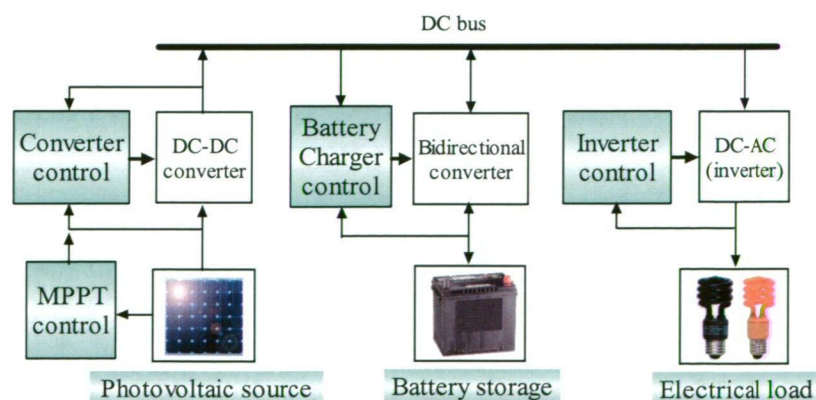 DC bus
Converter
control
DC-DC
converter
Battery
Charger
control
Bidirectional
converter
Inverter
control
DC-AC
(inverter)
MPPT
control
Photovoltaic source
Battery storage
Electrical load